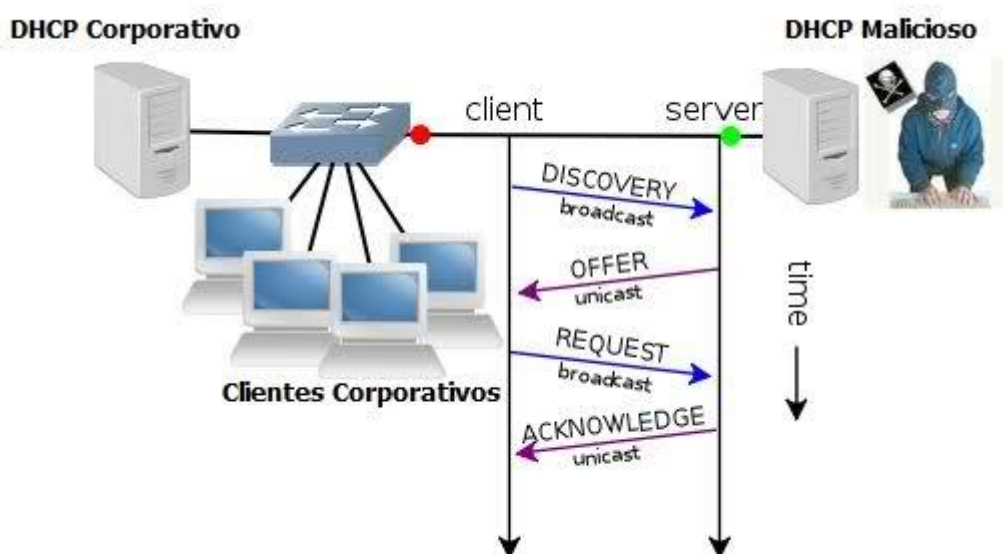 DHCP Corporativo
DHCP Malicioso
client
server
DISCOVERY
broadcast
OFFER
unicast
time
REQUEST
broadcast
Clientes Corporativos
ACKNOWLEDGE
unicast